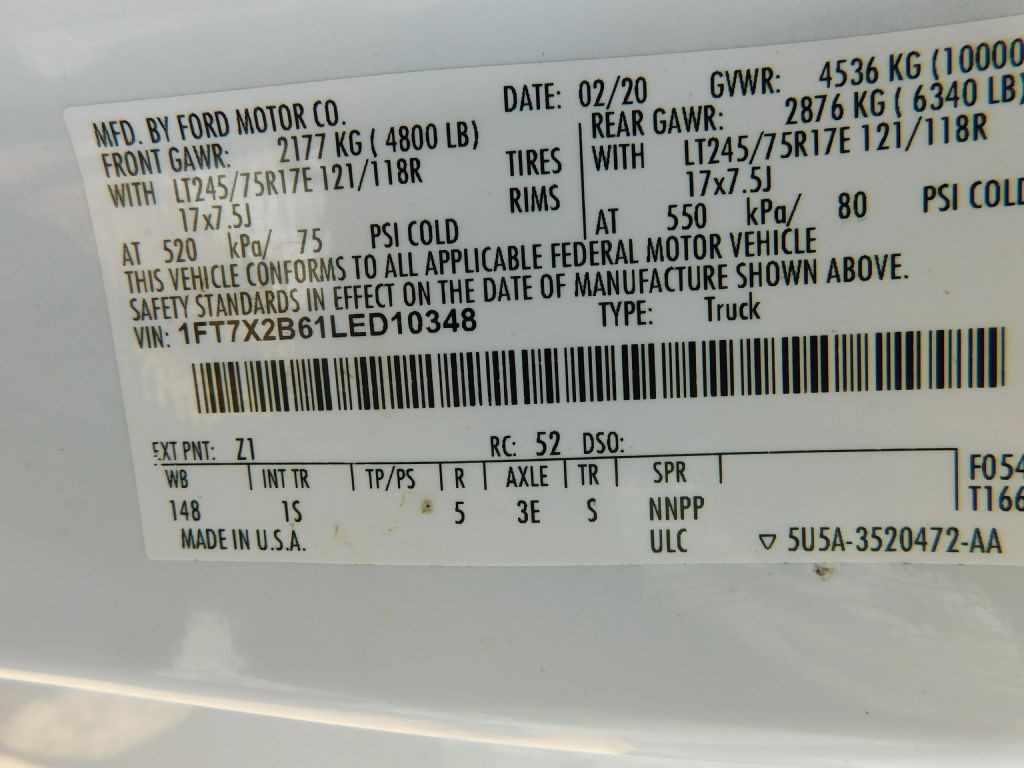 MFD. BY FORD MOTOR CO. DATE: 02/20 GVWR: 4536 KG (10000
FRONT GAWR: 2177 KG ( 4800 LB) REAR GAWR: 2876 KG ( 6340 LB)
WITH LT245/75R17E 121/118R TIRES WITH LT245/75R17E 121/118R
17x7.5J RIMS 17x7.5J
AT 520 kPa/ 75 PSI COLD AT 550 kPa/ 80 PSI COLD
THIS VEHICLE CONFORMS TO ALL APPLICABLE FEDERAL MOTOR VEHICLE
SAFETY STANDARDS IN EFFECT ON THE DATE OF MANUFACTURE SHOWN ABOVE.
VIN: 1FT7X2B61LED10348 TYPE: Truck
EXT PNT: Z1 RC: 52 DSO:
WB INT TR TP/PS R AXLE TR SPR F054
148 1S 5 3E S NNPP T166
MADE IN U.S.A. ULC ▽ 5U5A-3520472-AA